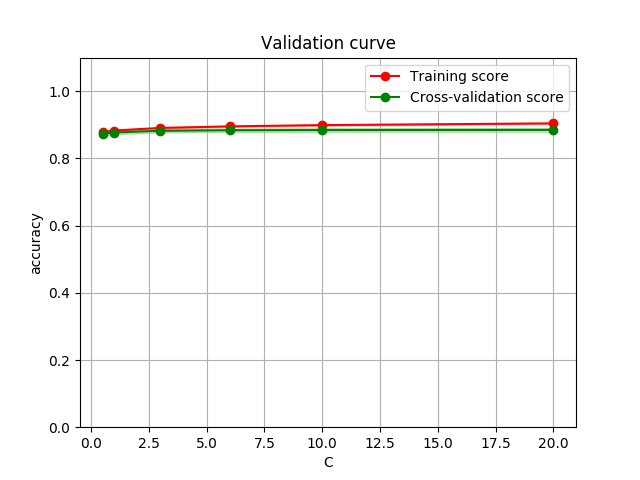 Validation curve
Training score
Cross-validation score
1.0
0.8
0.6
0.4
0.2
0.0
accuracy
0.0 2.5 5.0 7.5 10.0 12.5 15.0 17.5 20.0
C